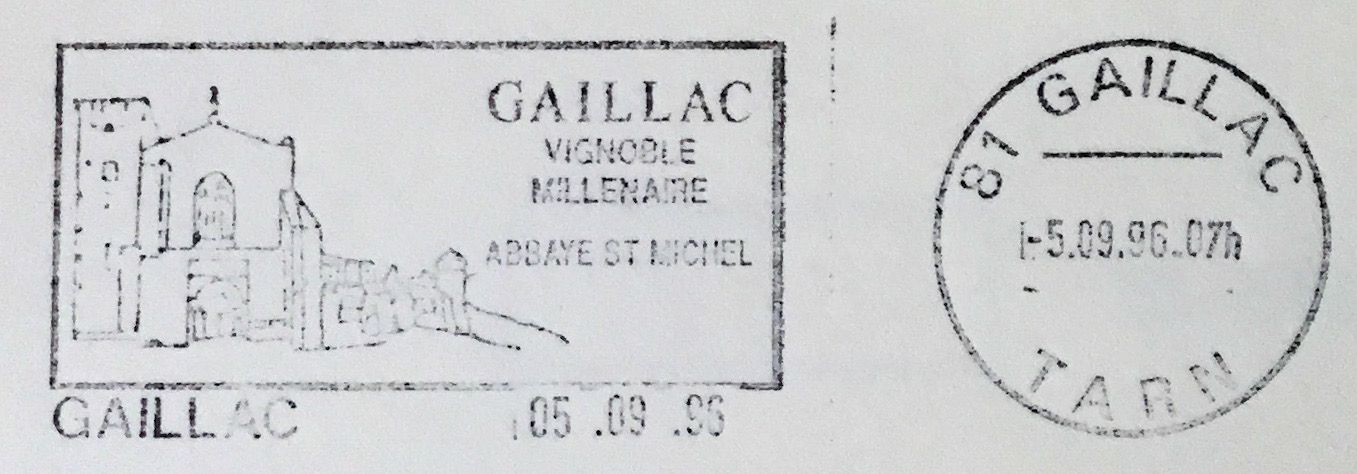 GAILLAC
VIGNOBLE
MILLENAIRE
ABBAYE ST MICHEL
GAILLAC 05 .09 .96
81 GAILLAC
-5.09.96.07h
TARN